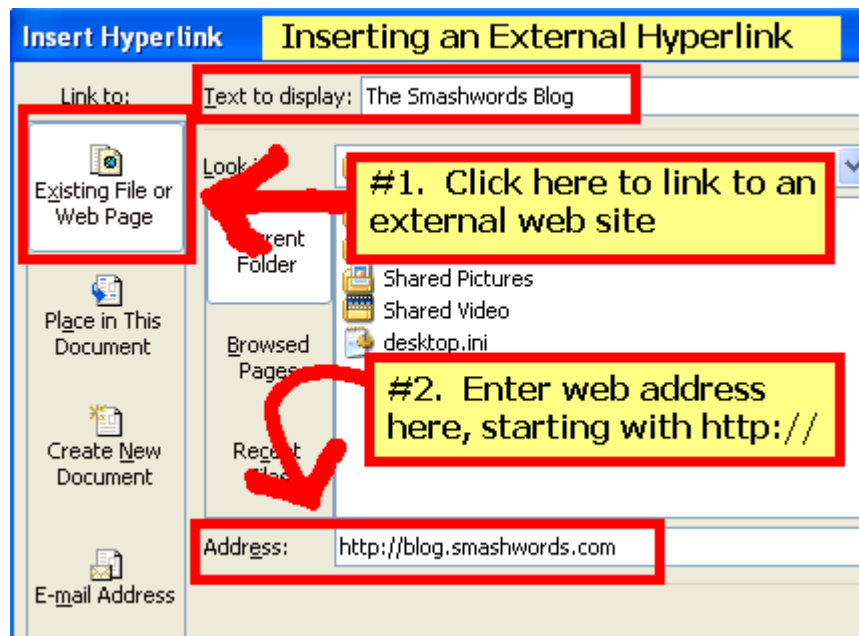 Insert Hyperlink
Inserting an External Hyperlink
Link to:
Text to display: The Smashwords Blog
Existing File or
Web Page
Look
#1. Click here to link to an
external web site
Folder
Shared Pictures
Shared Video
desktop.ini
Place in This
Document
Browsed
Pages
#2. Enter web address
here, starting with http://
Create New
Document
Address: http://blog.smashwords.com
E-mail Address